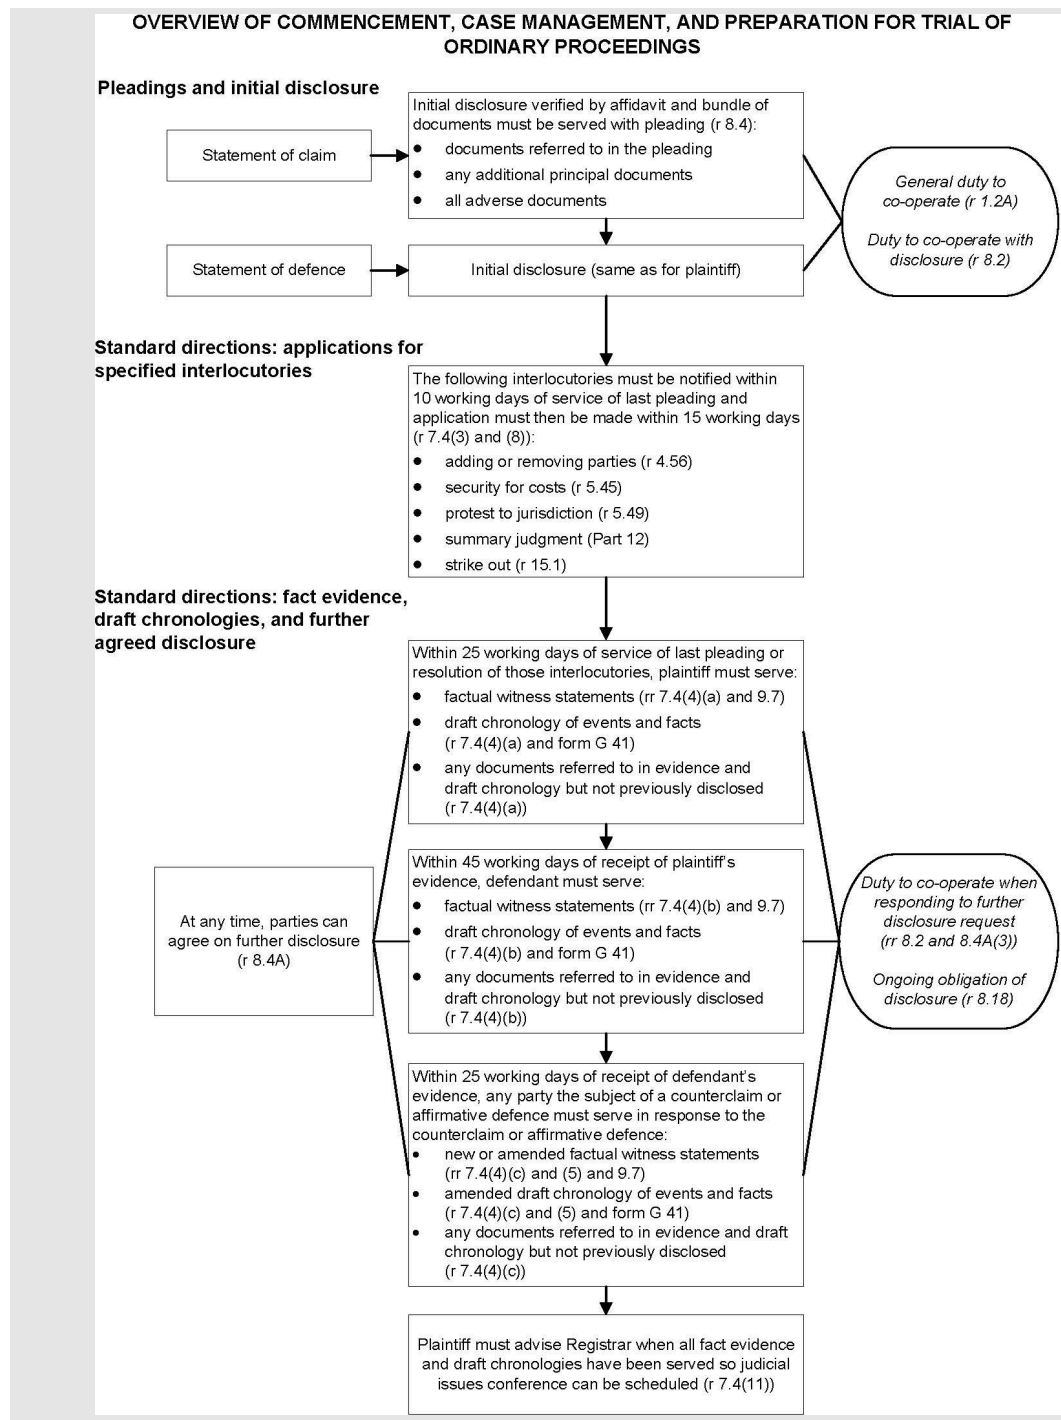 OVERVIEW OF COMMENCEMENT, CASE MANAGEMENT, AND PREPARATION FOR TRIAL OF
ORDINARY PROCEEDINGS
Pleadings and initial disclosure
Statement of claim
Initial disclosure verified by affidavit and bundle of
documents must be served with pleading (r 8.4):
● documents referred to in the pleading
● any additional principal documents
● all adverse documents
General duty to
co-operate (r 1.2A)
Duty to co-operate with
disclosure (r 8.2)
Statement of defence
Initial disclosure (same as for plaintiff)
Standard directions: applications for
specified interlocutories
The following interlocutories must be notified within
10 working days of service of last pleading and
application must then be made within 15 working days
(r 7.4(3) and (8)):
● adding or removing parties (r 4.56)
● security for costs (r 5.45)
● protest to jurisdiction (r 5.49)
● summary judgment (Part 12)
● strike out (r 15.1)
Standard directions: fact evidence,
draft chronologies, and further
agreed disclosure
Within 25 working days of service of last pleading or
resolution of those interlocutories, plaintiff must serve:
● factual witness statements (rr 7.4(4)(a) and 9.7)
● draft chronology of events and facts
(r 7.4(4)(a) and form G 41)
● any documents referred to in evidence and
draft chronology but not previously disclosed
(r 7.4(4)(a))
At any time, parties can
agree on further disclosure
(r 8.4A)
Within 45 working days of receipt of plaintiff's
evidence, defendant must serve:
● factual witness statements (rr 7.4(4)(b) and 9.7)
● draft chronology of events and facts
(r 7.4(4)(b) and form G 41)
● any documents referred to in evidence and
draft chronology but not previously disclosed
(r 7.4(4)(b))
Duty to co-operate when
responding to further
disclosure request
(rr 8.2 and 8.4A(3))
Ongoing obligation of
disclosure (r 8.18)
Within 25 working days of receipt of defendant's
evidence, any party the subject of a counterclaim or
affirmative defence must serve in response to the
counterclaim or affirmative defence:
● new or amended factual witness statements
(rr 7.4(4)(c) and (5) and 9.7)
● amended draft chronology of events and facts
(r 7.4(4)(c) and (5) and form G 41)
● any documents referred to in evidence and draft
chronology but not previously disclosed
(r 7.4(4)(c))
Plaintiff must advise Registrar when all fact evidence
and draft chronologies have been served so judicial
issues conference can be scheduled (r 7.4(11))